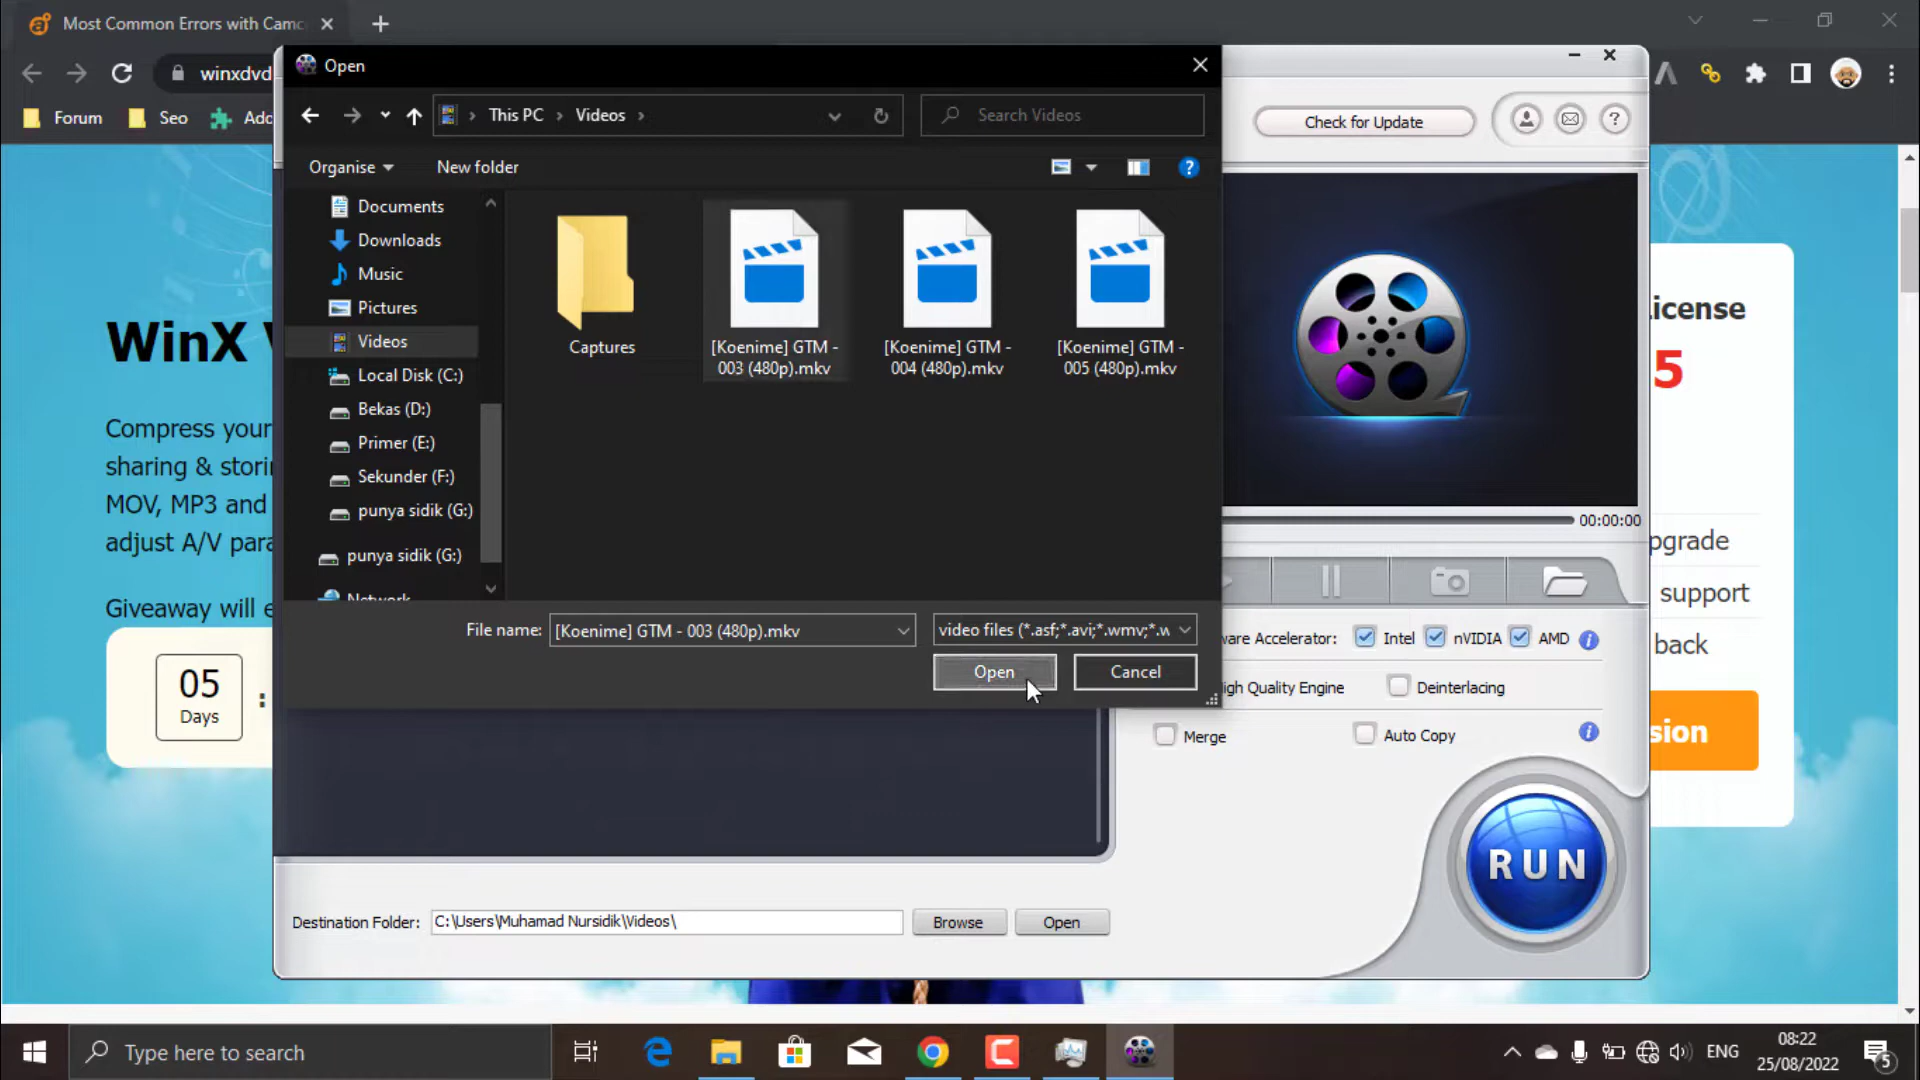 Most Common Errors with Camc
winxdvd
Forum
Seo
Adc
Open
This PC
Videos
Search Videos
Organise
New folder
Documents
Downloads
Music
Pictures
Videos
Local Disk (C:)
Bekas (D:)
Primer (E:)
Sekunder (F:)
punya sidik (G:)
punya sidik (G:)
Network
Captures
[Koenime] GTM -
003 (480p).mkv
[Koenime] GTM -
004 (480p).mkv
[Koenime] GTM -
005 (480p).mkv
File name:
[Koenime] GTM - 003 (480p).mkv
video files (*.asf;*.avi;*.wmv;*.w
Open
Cancel
Check for Update
00:00:00
ware Accelerator:
Intel
nVIDIA
AMD
igh Quality Engine
Deinterlacing
Merge
Auto Copy
RUN
Destination Folder:
C:\Users\Muhamad Nursidik\Videos\
Browse
Open
WinX V
Compress your
sharing & storin
MOV, MP3 and
adjust A/V para
Giveaway will e
05
Days
:
icense
5
pgrade
support
back
sion
Type here to search
ENG
08:22
25/08/2022
5